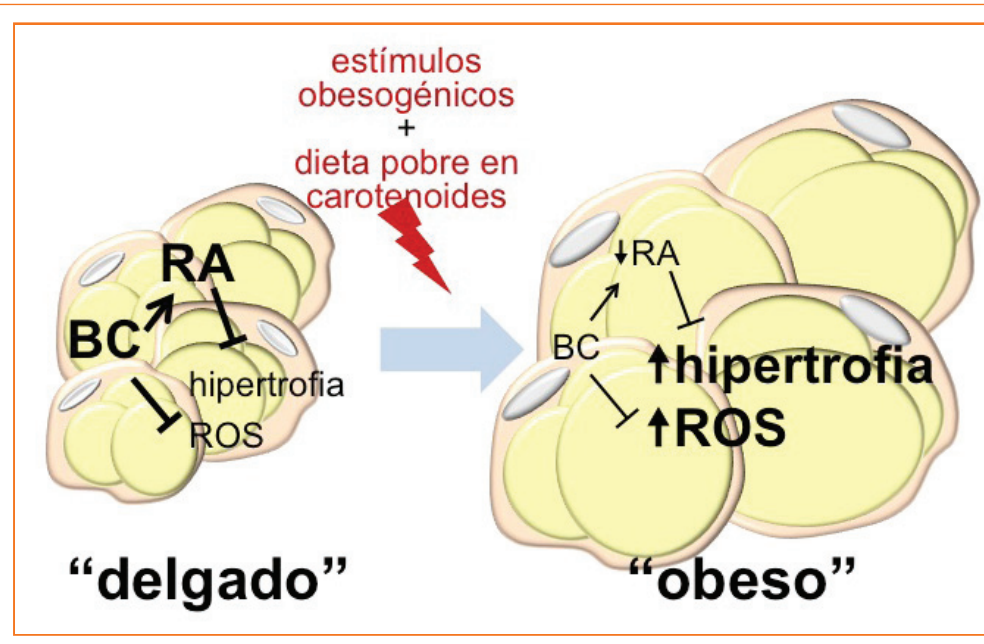 estímulos
obesogénicos
+
dieta pobre en
carotenoides
RA
BC
hipertrofia
ROS
“delgado”
↓RA
BC
↑hipertrofia
↑ROS
“obeso”